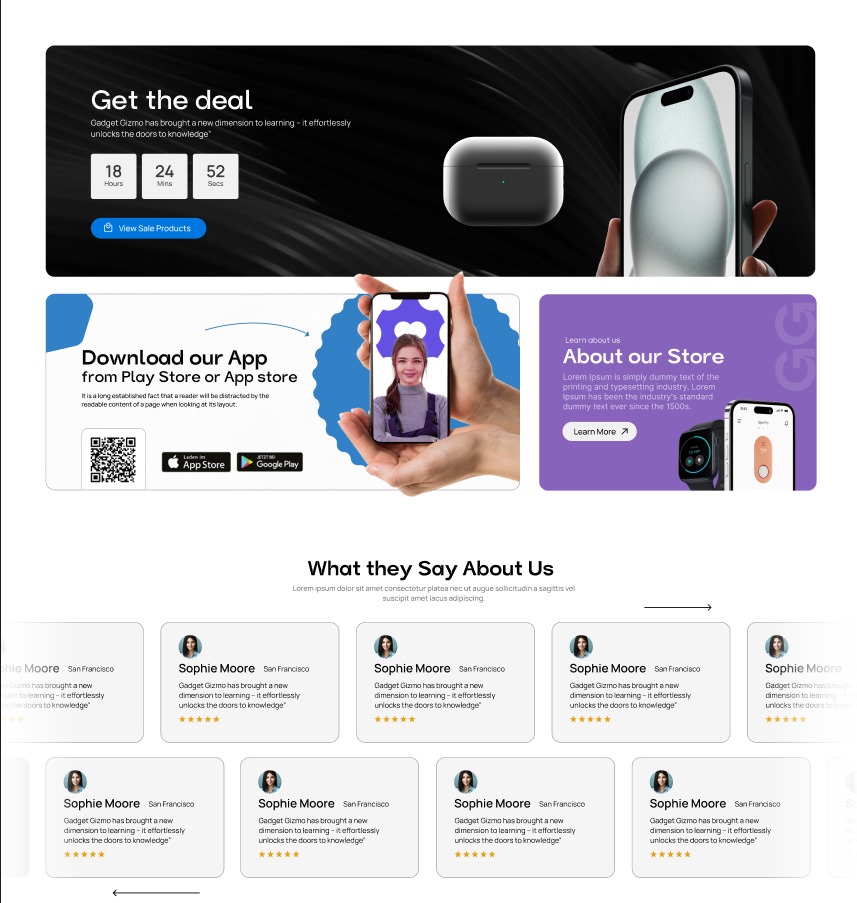 Get the deal
Gadget Gizmo has brought a new dimension to learning – it effortlessly
unlocks the doors to knowledge"
18 24 52
Hours Mins Secs
View Sale Products
Download our App
from Play Store or App store
It is a long established fact that a reader will be distracted by the
readable content of a page when looking at its layout.
Laden im
App Store
JETZT BEI
Google Play
GG
Learn about us
About our Store
Lorem Ipsum is simply dummy text of the
printing and typesetting industry. Lorem
Ipsum has been the industry's standard
dummy text ever since the 1500s.
Learn More
What they Say About Us
Lorem ipsum dolor sit amet consectetur platea nec ut augue sollicitudin a sagittis vel
suscipit amet lacus adipiscing.
Moore San Francisco
Gizmo has brought a new
to learning – it effortlessly
the doors to knowledge"
Sophie Moore San Francisco
Gadget Gizmo has brought a new
dimension to learning – it effortlessly
unlocks the doors to knowledge"
Sophie Moore San Francisco
Gadget Gizmo has brought a new
dimension to learning – it effortlessly
unlocks the doors to knowledge"
Sophie Moore San Francisco
Gadget Gizmo has brought a new
dimension to learning – it effortlessly
unlocks the doors to knowledge"
Sophie Moore
Gadget Gizmo has brought a new
dimension to learning – it
unlocks the doors to knowledge"
Sophie Moore San Francisco
Gadget Gizmo has brought a new
dimension to learning – it effortlessly
unlocks the doors to knowledge"
Sophie Moore San Francisco
Gadget Gizmo has brought a new
dimension to learning – it effortlessly
unlocks the doors to knowledge"
Sophie Moore San Francisco
Gadget Gizmo has brought a new
dimension to learning – it effortlessly
unlocks the doors to knowledge"
Sophie Moore San Francisco
Gadget Gizmo has brought a new
dimension to learning – it effortlessly
unlocks the doors to knowledge"